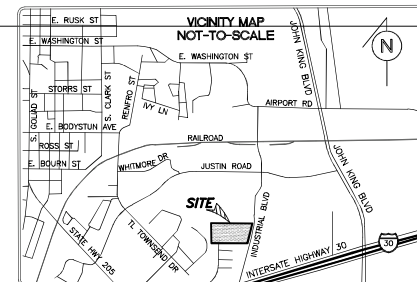 VICINITY MAP
NOT-TO-SCALE
N
E. RUSK ST
E. WASHINGTON ST
E. WASHINGTON ST
JOHN KING BLVD
STORRS ST
S. GOLIAD ST
S. CLARK ST
RENFRO ST
IVY LN
AIRPORT RD
E. BODYSTUN AVE
RAILROAD
ROSS ST
E. BOURN ST
WHITMORE DR
JUSTIN ROAD
JOHN KING BLVD
SITE
INDUSTRIAL BLVD
STATE HWY 205
TL TOWNSEND DR
INTERSATE HIGHWAY 30
30